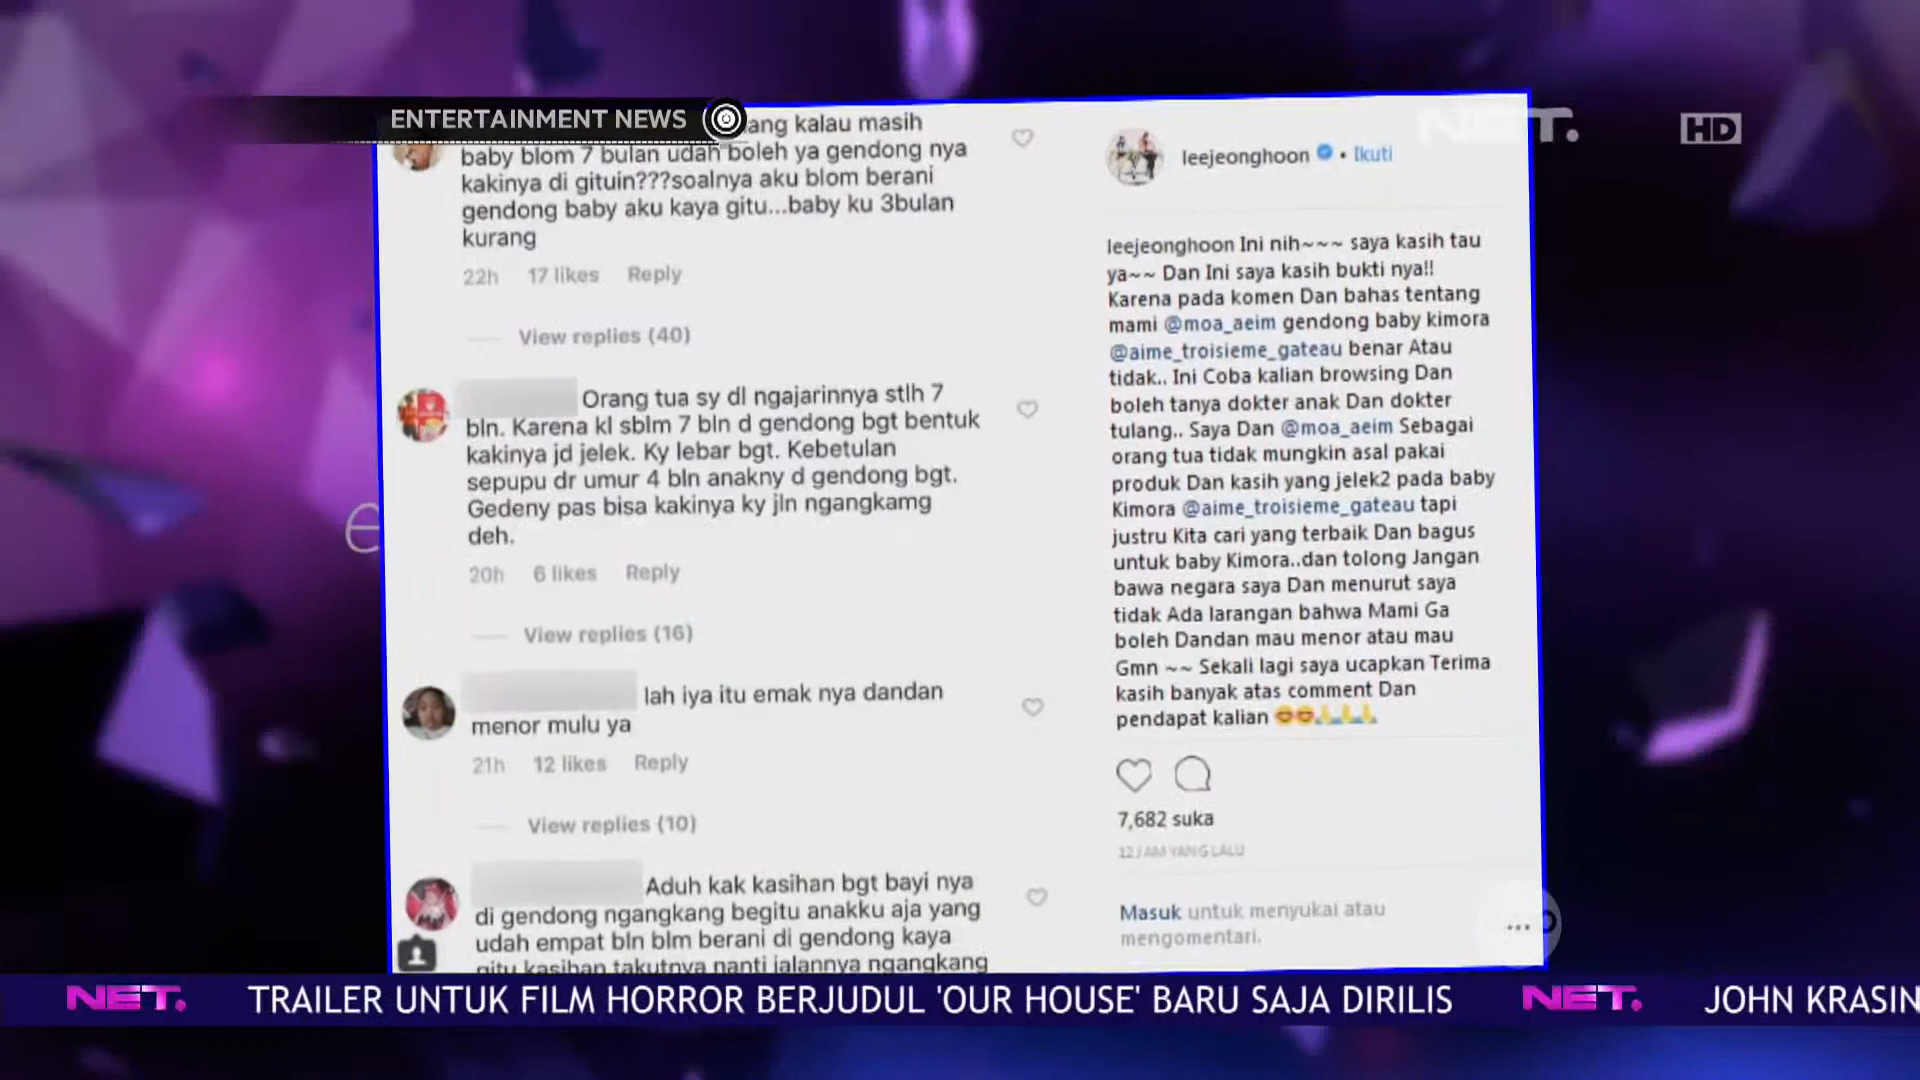 ENTERTAINMENT NEWS
NET.
HD
ang kalau masih
baby blom 7 bulan udah boleh ya gendong nya
kakinya di gituin???soalnya aku blom berani
gendong baby aku kaya gitu...baby ku 3bulan
kurang
22h 17 likes Reply
View replies (40)
Orang tua sy dl ngajarinnya stlh 7
bln. Karena kl sblm 7 bln d gendong bgt bentuk
kakinya jd jelek. Ky lebar bgt. Kebetulan
sepupu dr umur 4 bln anakny d gendong bgt.
Gedeny pas bisa kakinya ky jln ngangkamg
deh.
20h 6 likes Reply
View replies (16)
lah iya itu emak nya dandan
menor mulu ya
21h 12 likes Reply
View replies (10)
Aduh kak kasihan bgt bayi nya
di gendong ngangkang begitu anakku aja yang
udah empat bln blm berani di gendong kaya
gitu kasihan takutnya nanti jalannya ngangkang
leejeonghoon • Ikuti
leejeonghoon Ini nih~~~ saya kasih tau
ya~~ Dan Ini saya kasih bukti nya!!
Karena pada komen Dan bahas tentang
mami @moa_aeim gendong baby kimora
@aime_troisieme_gateau benar Atau
tidak.. Ini Coba kalian browsing Dan
boleh tanya dokter anak Dan dokter
tulang.. Saya Dan @moa_aeim Sebagai
orang tua tidak mungkin asal pakai
produk Dan kasih yang jelek2 pada baby
Kimora @aime_troisieme_gateau tapi
justru Kita cari yang terbaik Dan bagus
untuk baby Kimora..dan tolong Jangan
bawa negara saya Dan menurut saya
tidak Ada larangan bahwa Mami Ga
boleh Dandan mau menor atau mau
Gmn ~~ Sekali lagi saya ucapkan Terima
kasih banyak atas comment Dan
pendapat kalian 😍😍🙏🙏🙏
7,682 suka
12 JAM YANG LALU
Masuk untuk menyukai atau
mengomentari.
NET. TRAILER UNTUK FILM HORROR BERJUDUL 'OUR HOUSE' BARU SAJA DIRILIS NET. JOHN KRASIN